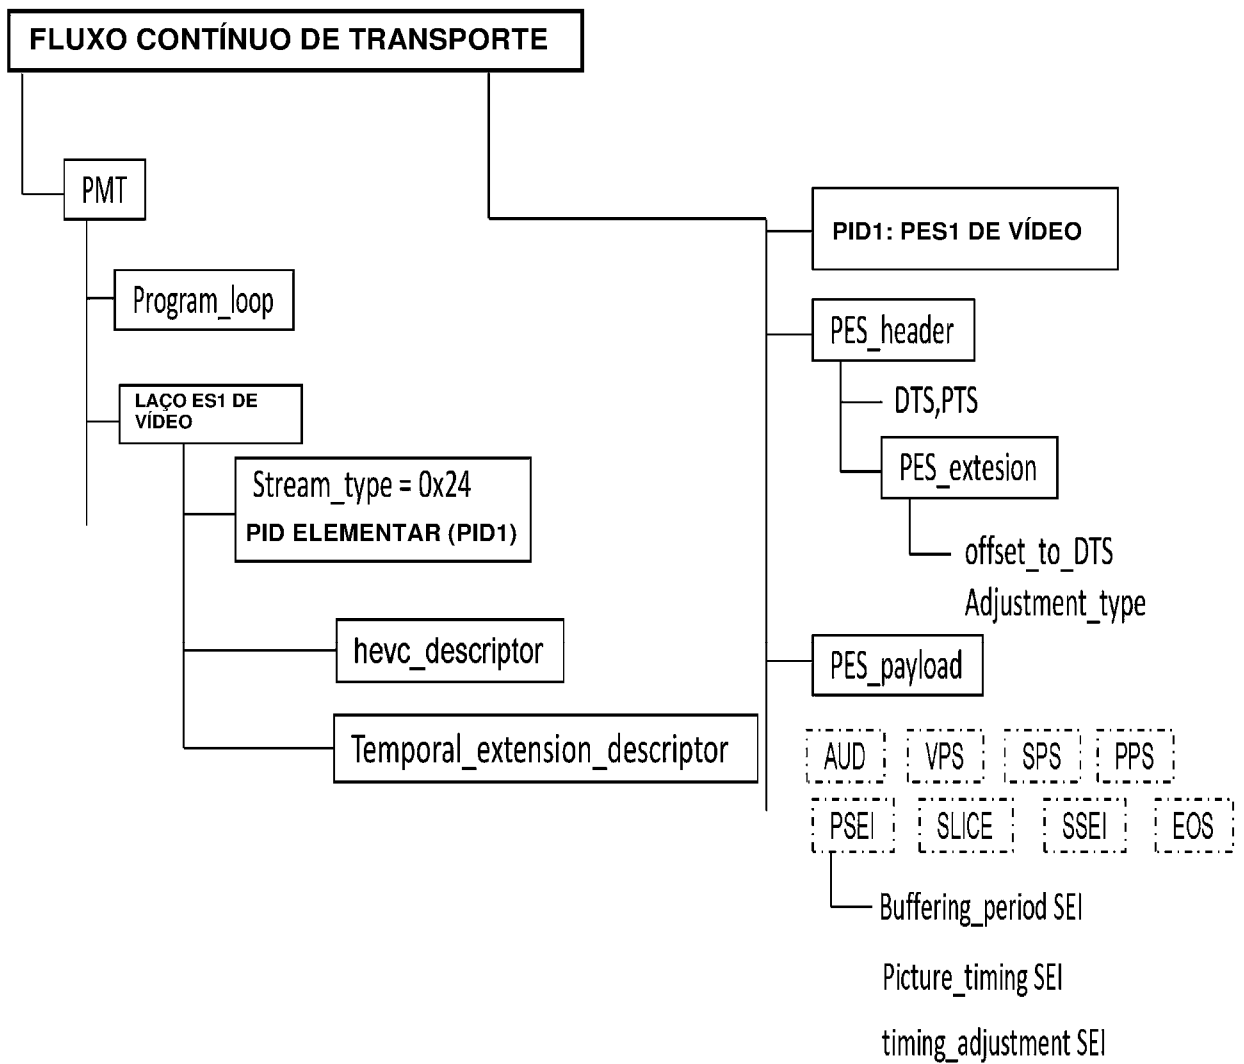 FLUXO CONTÍNUO DE TRANSPORTE
PMT
Program_loop
LAÇO ES1 DE
VÍDEO
Stream_type = 0x24
PID ELEMENTAR (PID1)
hevc_descriptor
Temporal_extension_descriptor
PID1: PES1 DE VÍDEO
PES_header
DTS,PTS
PES_extesion
offset_to_DTS
Adjustment_type
PES_payload
AUD VPS SPS PPS
PSEI SLICE SSEI EOS
Buffering_period SEI
Picture_timing SEI
timing_adjustment SEI